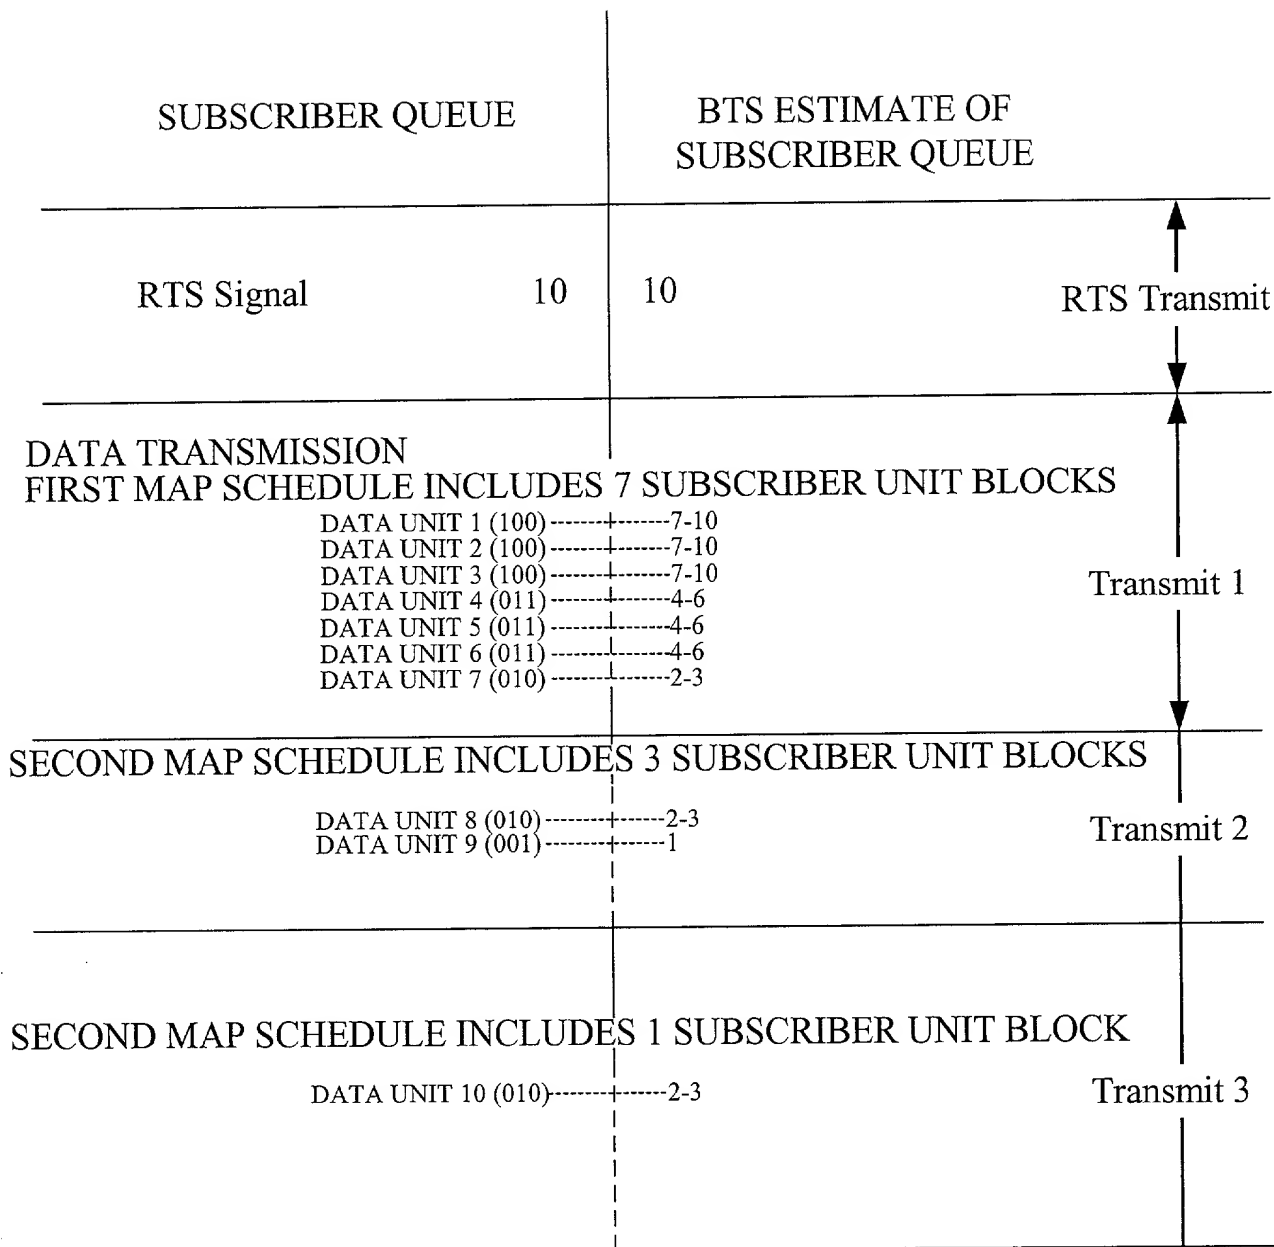 SUBSCRIBER QUEUE
BTS ESTIMATE OF
SUBSCRIBER QUEUE
RTS Signal 10 10 RTS Transmit
DATA TRANSMISSION
FIRST MAP SCHEDULE INCLUDES 7 SUBSCRIBER UNIT BLOCKS
DATA UNIT 1 (100) 7-10
DATA UNIT 2 (100) 7-10
DATA UNIT 3 (100) 7-10
DATA UNIT 4 (011) 4-6
DATA UNIT 5 (011) 4-6
DATA UNIT 6 (011) 4-6
DATA UNIT 7 (010) 2-3
Transmit 1
SECOND MAP SCHEDULE INCLUDES 3 SUBSCRIBER UNIT BLOCKS
DATA UNIT 8 (010) 2-3
DATA UNIT 9 (001) 1
Transmit 2
SECOND MAP SCHEDULE INCLUDES 1 SUBSCRIBER UNIT BLOCK
DATA UNIT 10 (010) 2-3
Transmit 3